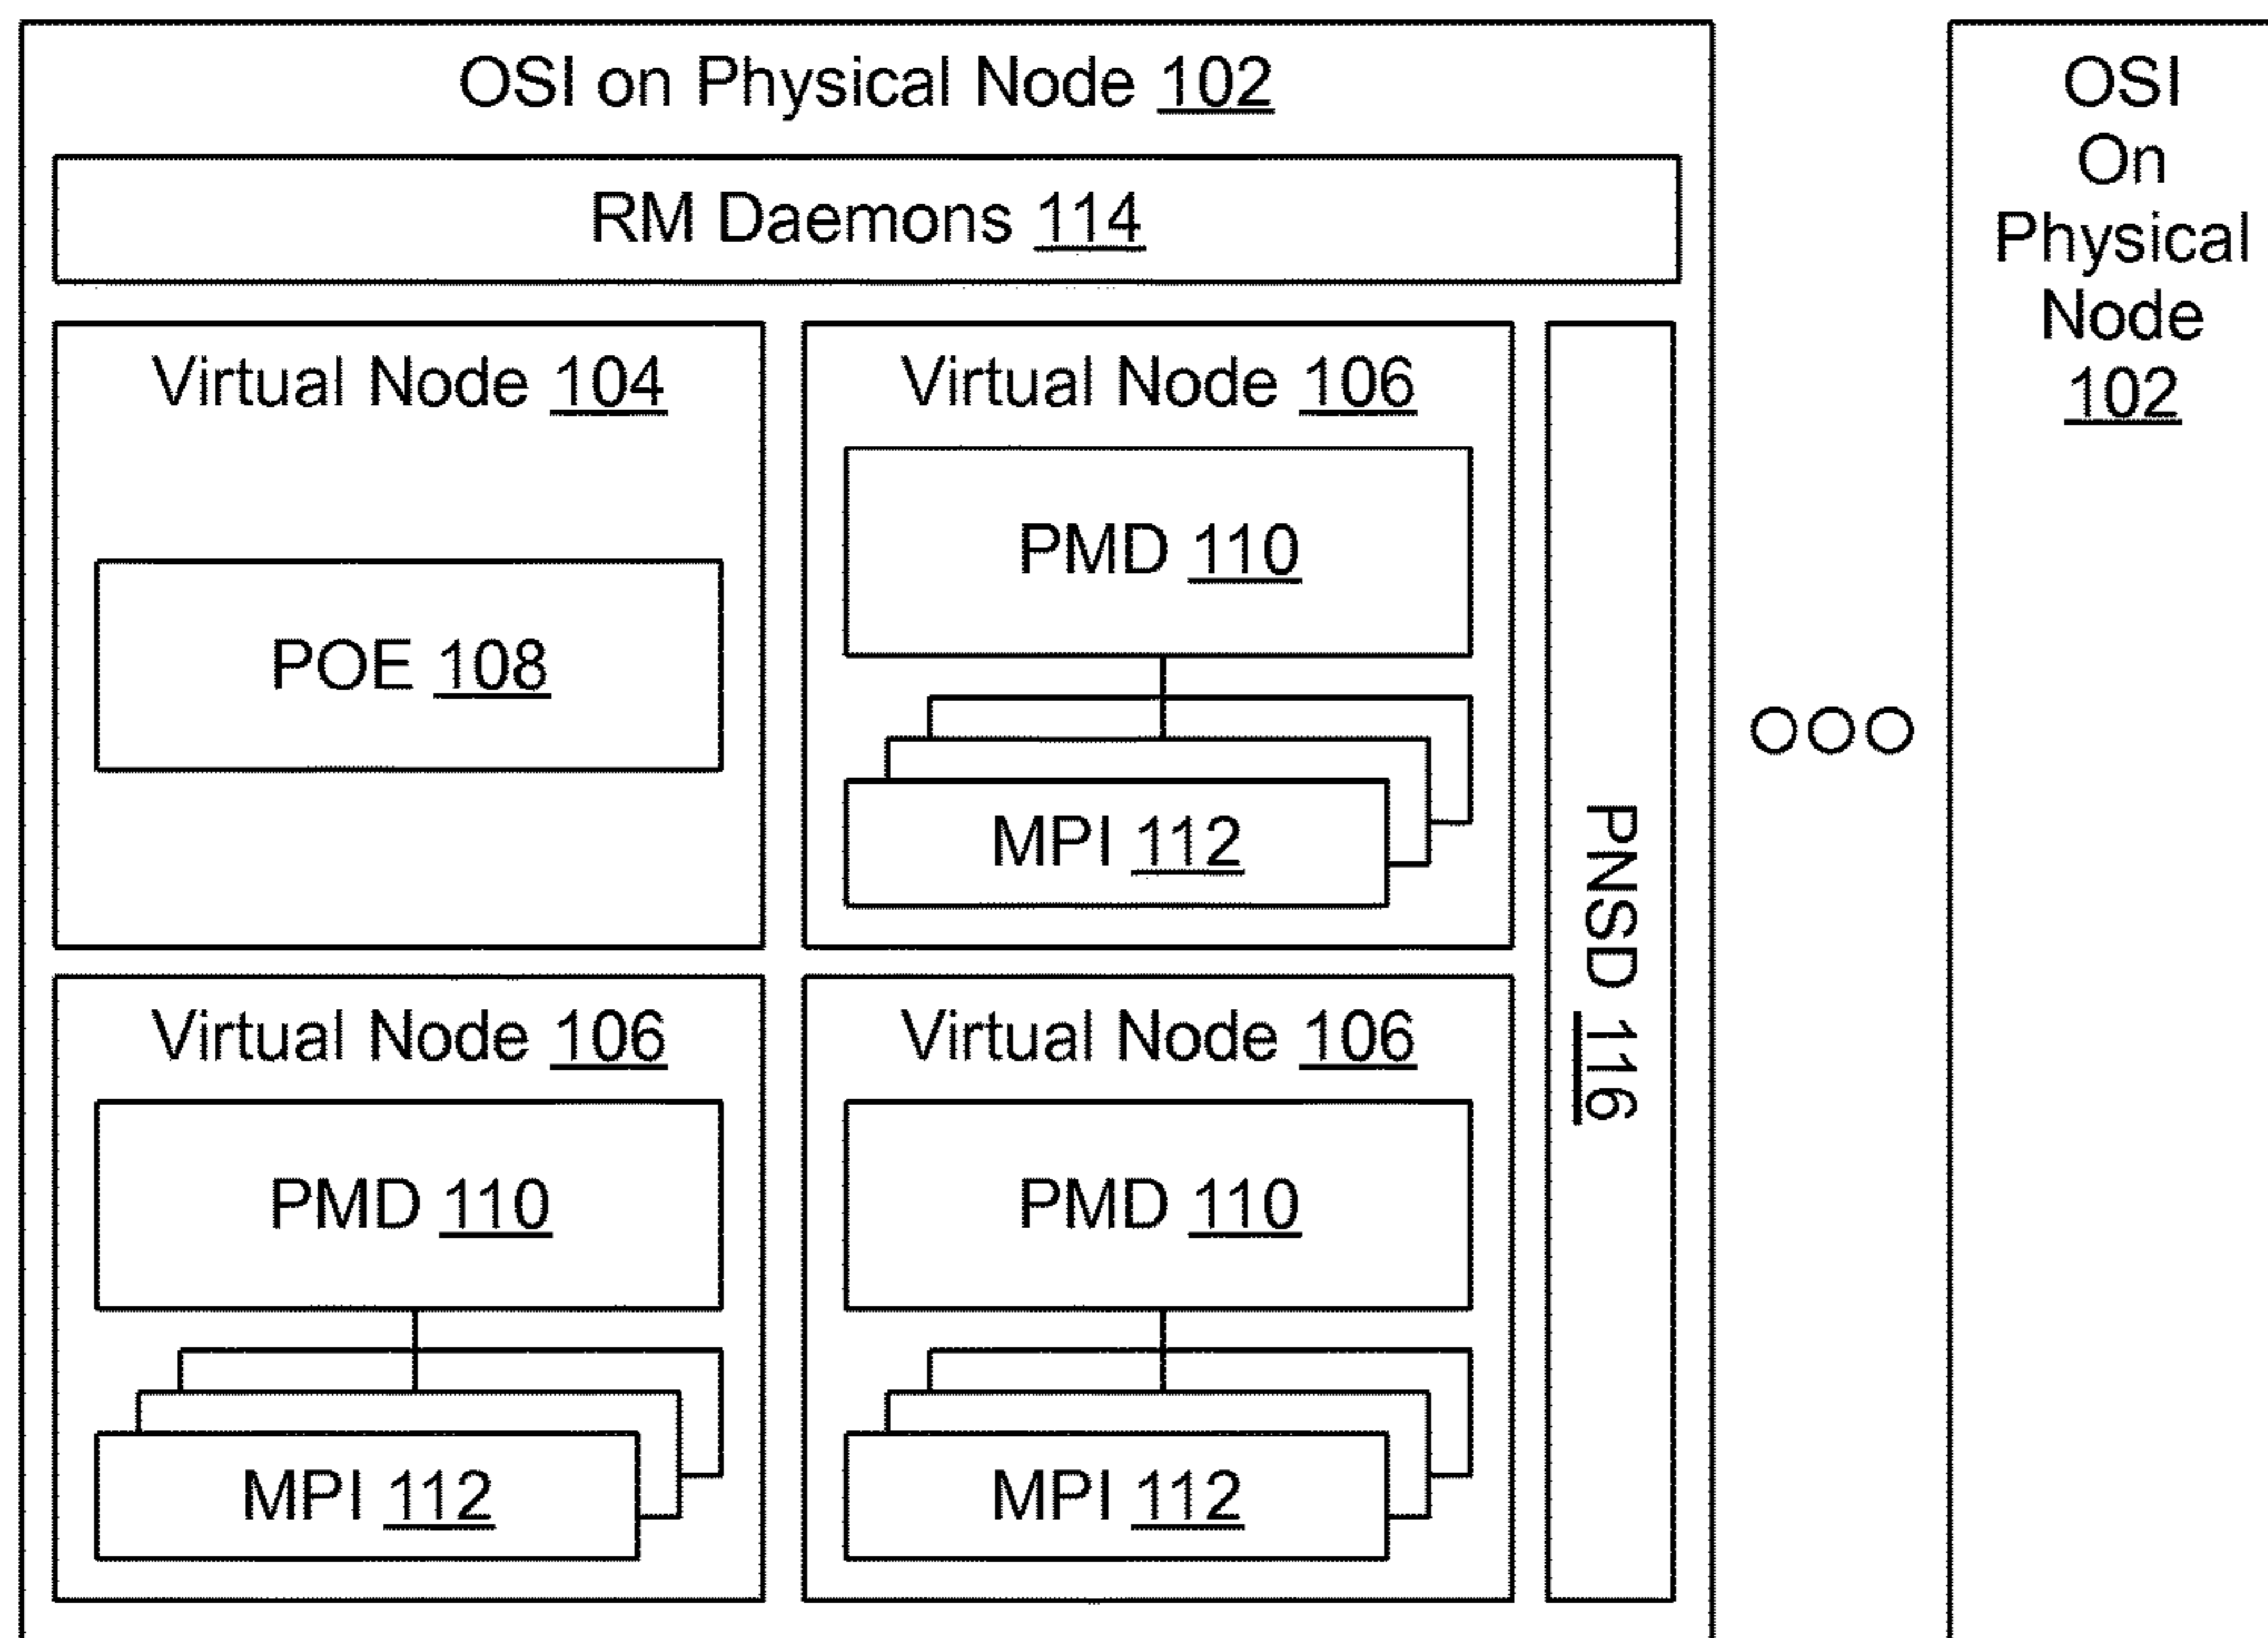 OSI on Physical Node 102
RM Daemons 114
Virtual Node 104
POE 108
Virtual Node 106
PMD 110
MPI 112
Virtual Node 106
PMD 110
MPI 112
Virtual Node 106
PMD 110
MPI 112
PNSD 116
OSI
On
Physical
Node
102